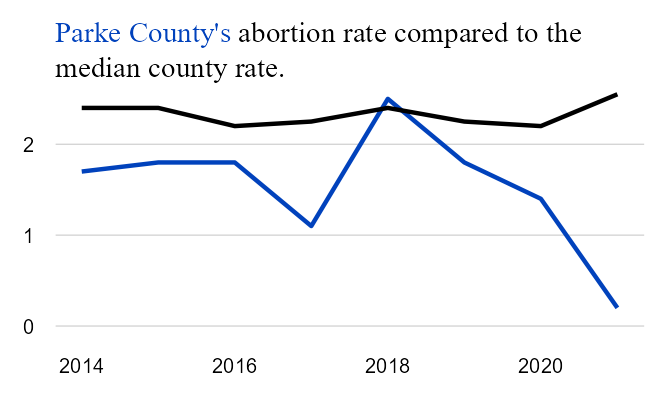 Parke County's abortion rate compared to the
median county rate.
2
1
0
2014 2016 2018 2020